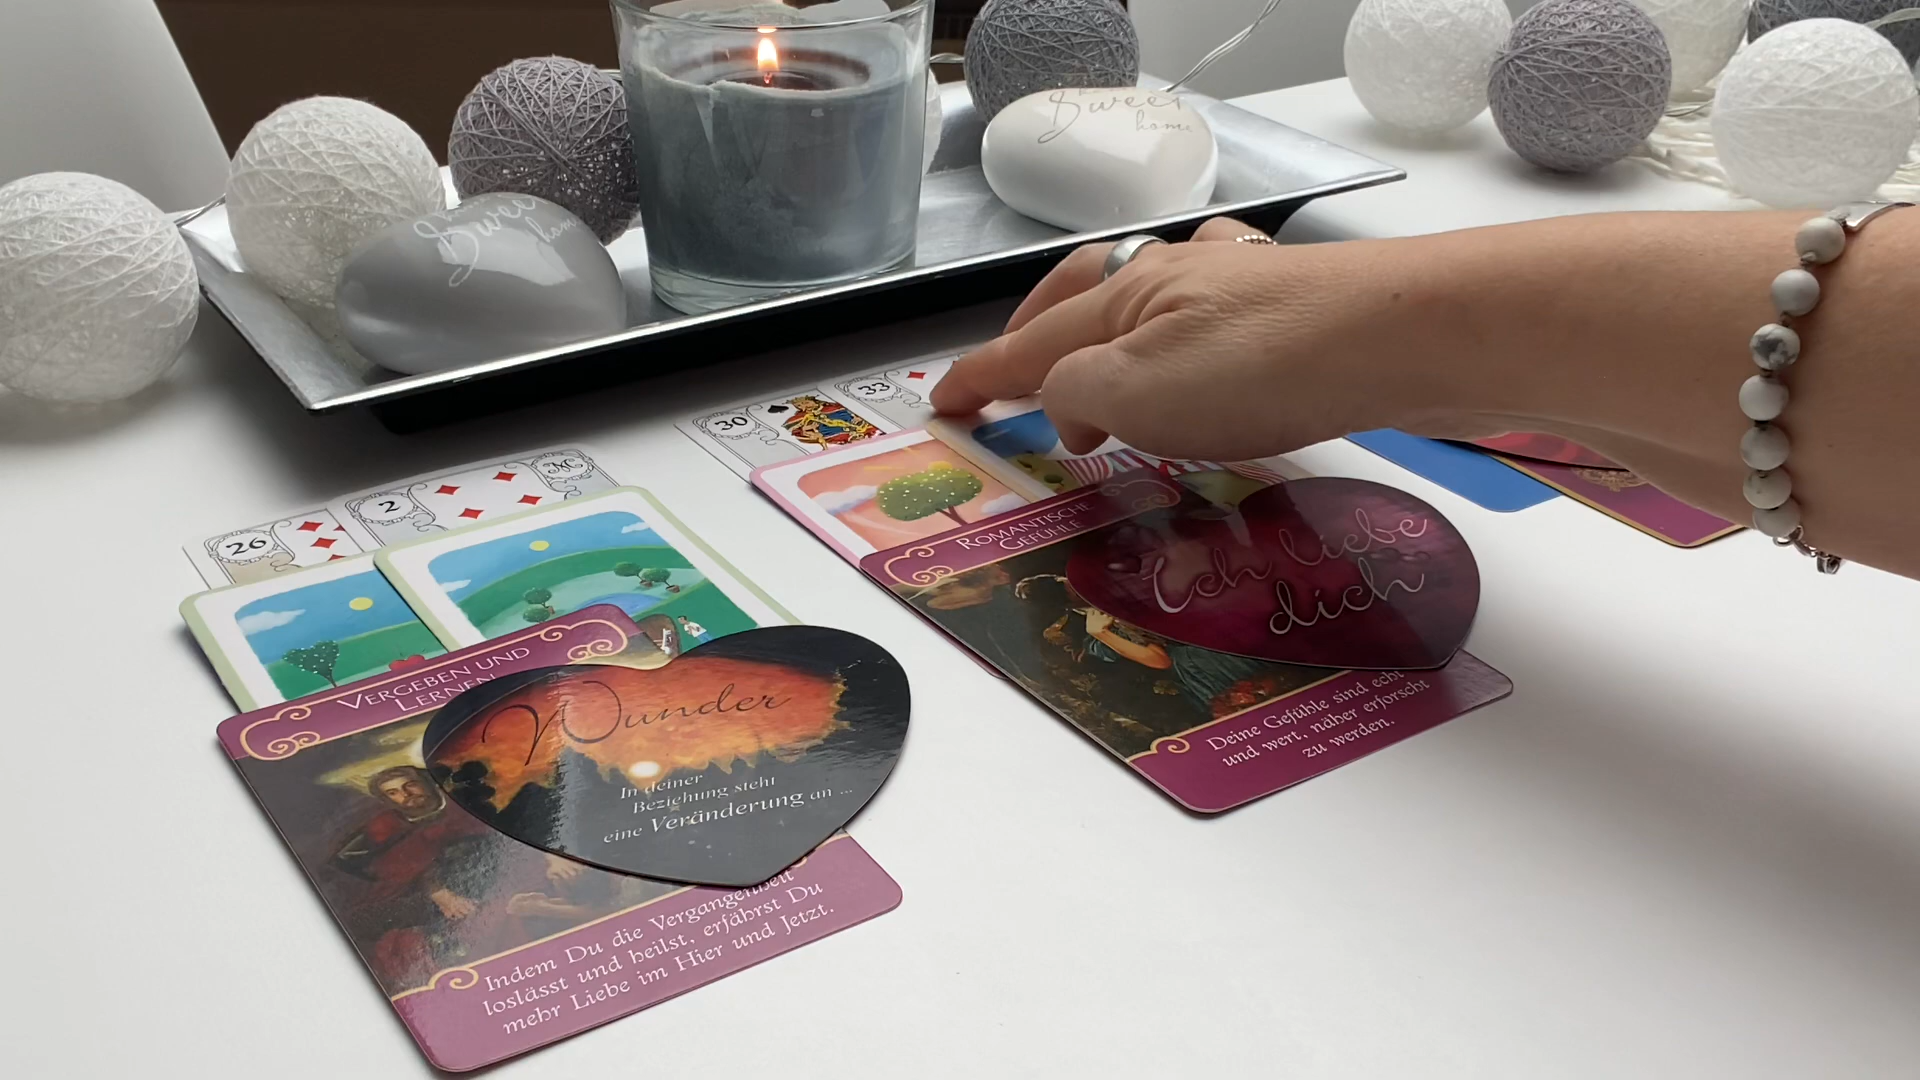 Sweet
home
Sweet
home
30
33
26
2
ROMANTISCHE
GEFÜHLE
Ich liebe
dich
Deine Gefühle sind echt
und wert, näher erforscht
zu werden.
VERGEBEN UND
LERNEN
Wunder
In deiner
Beziehung steht
eine Veränderung an ...
Indem Du die Vergangenheit
loslässt und heilst, erfährst Du
mehr Liebe im Hier und Jetzt.